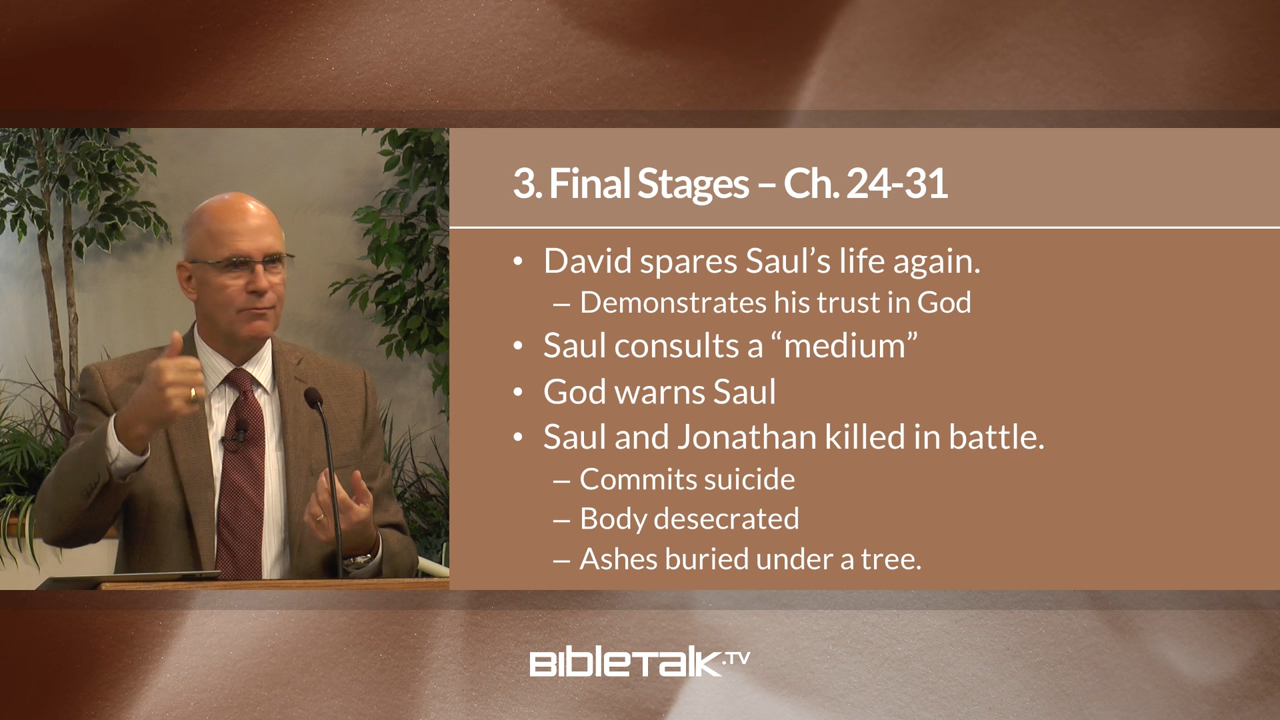 3. Final Stages – Ch. 24-31
• David spares Saul’s life again.
– Demonstrates his trust in God
• Saul consults a “medium”
• God warns Saul
• Saul and Jonathan killed in battle.
– Commits suicide
– Body desecrated
– Ashes buried under a tree.
BibleTalk.TV